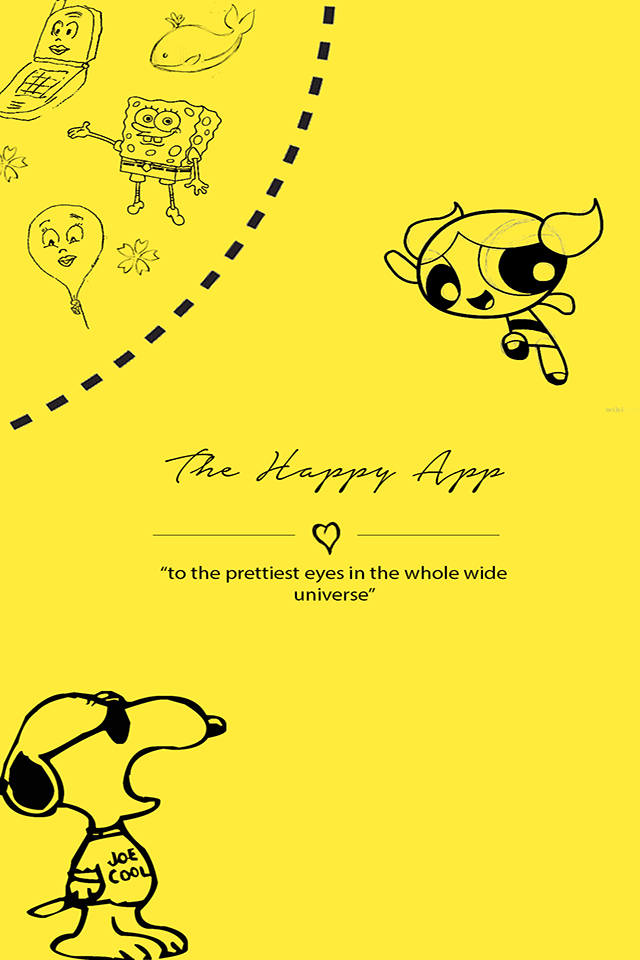 wiki
The Happy App
“to the prettiest eyes in the whole wide
universe”
JOE
COOL